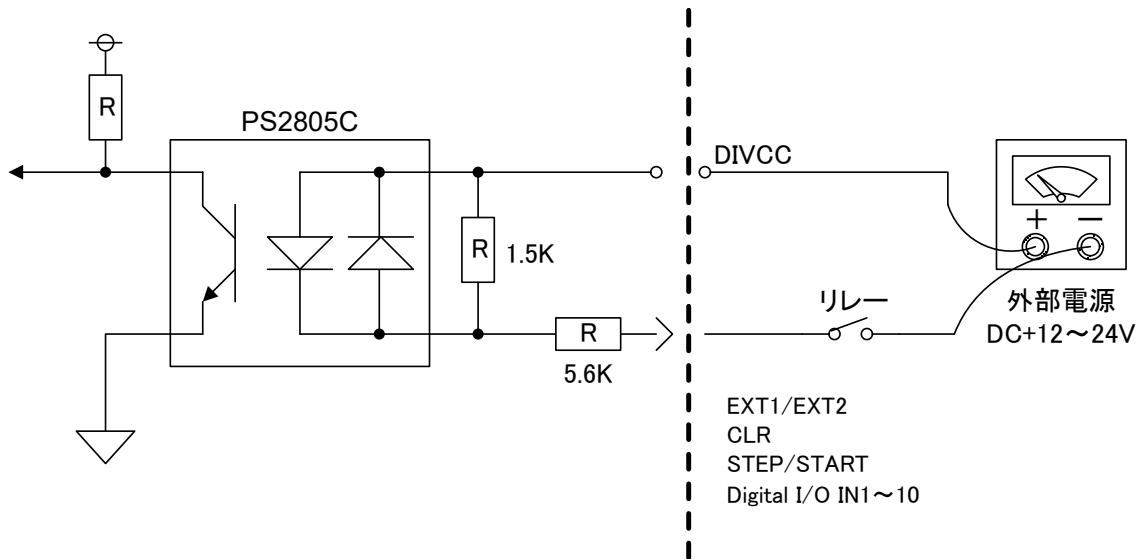 R
PS2805C
DIVCC
R
1.5K
+ −
リレー
外部電源
DC+12～24V
R
5.6K
EXT1/EXT2
CLR
STEP/START
Digital I/O IN1～10